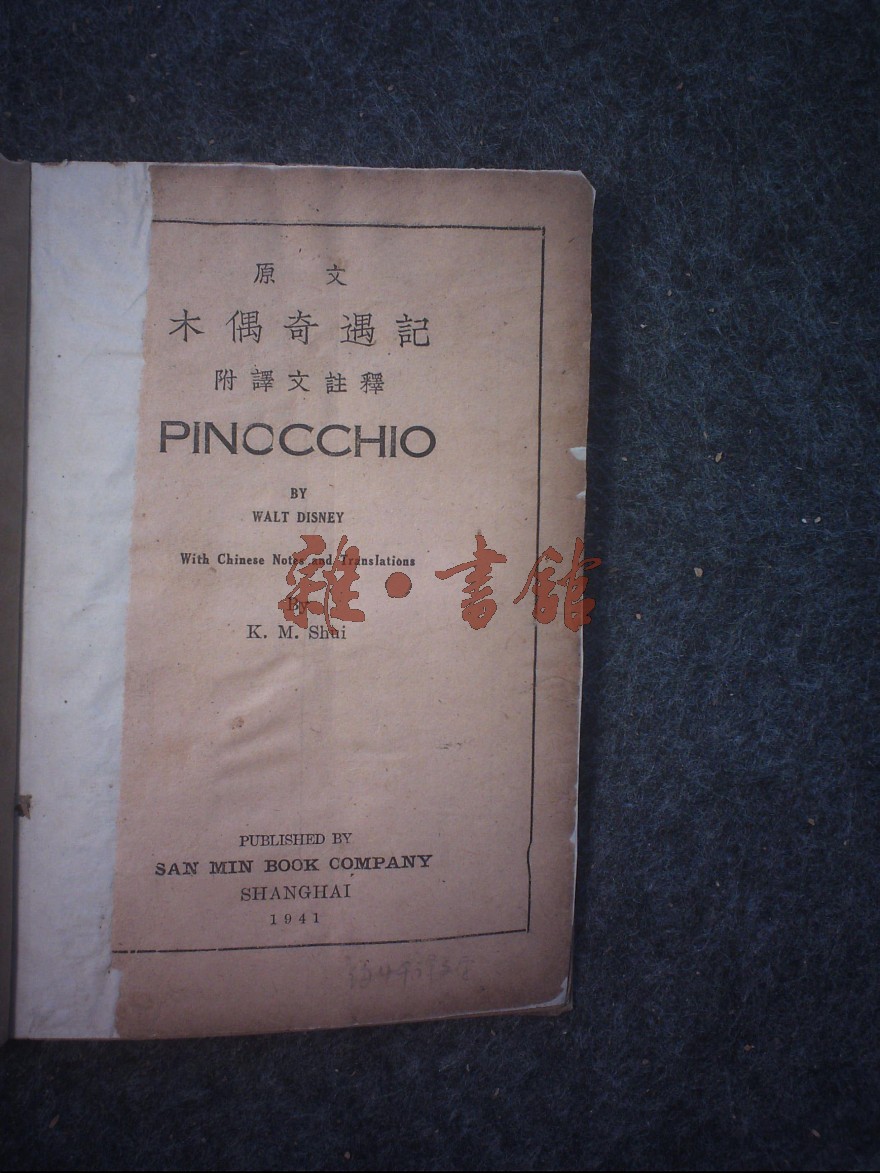 原文
木偶奇遇記
附譯文註釋
PINOCCHIO
BY
WALT DISNEY
With Chinese Notes and Translations
By
K. M. Shui
雜·書館
PUBLISHED BY
SAN MIN BOOK COMPANY
SHANGHAI
1941